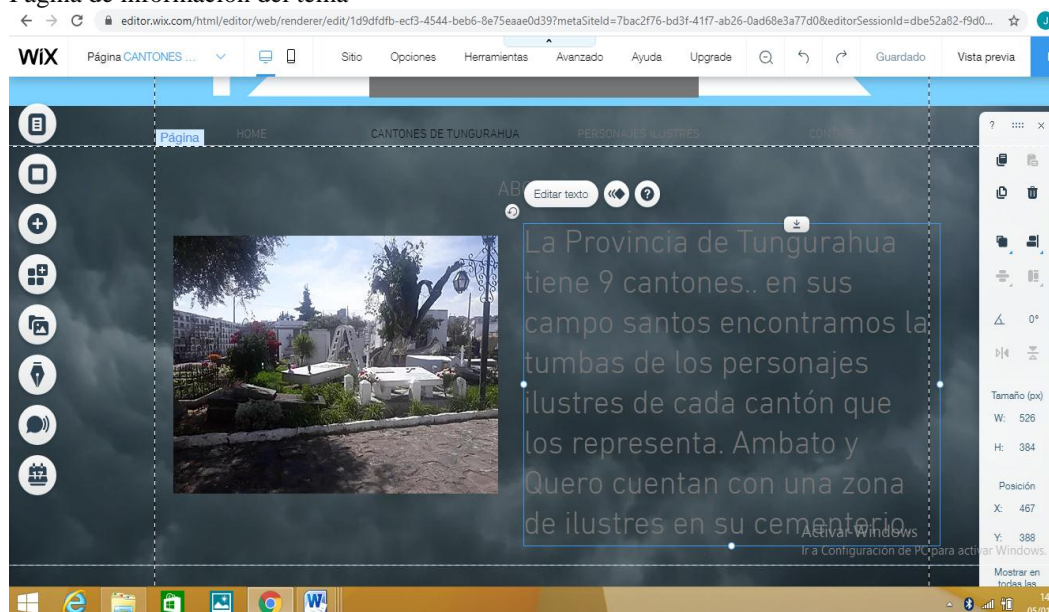 Página de información del tema
editor.wix.com/html/editor/web/renderer/edit/1d9dfdfb-ecf3-4544-beb6-8e75eaae0d39?metaSiteId=7bac2f76-bd3f-41f7-ab26-0ad68e3a77d0&editorSessionId=dbe52a82-f9d0...
WiX Página CANTONES ... Sitio Opciones Herramientas Avanzado Ayuda Upgrade Guardado Vista previa
Página HOME CANTONES DE TUNGURAHUA PERSONAJES ILUSTRES
Editar texto
La Provincia de Tungurahua
tiene 9 cantones.. en sus
campo santos encontramos la
tumbas de los personajes
ilustres de cada cantón que
los representa. Ambato y
Quero cuentan con una zona
de ilustres en su cementerio.
0°
Tamaño (px)
W: 526
H: 384
Posición
X: 467
Y: 388
Mostrar en
todas las
Activar Windows
Ir a Configuración de PC para activar Windows.
17